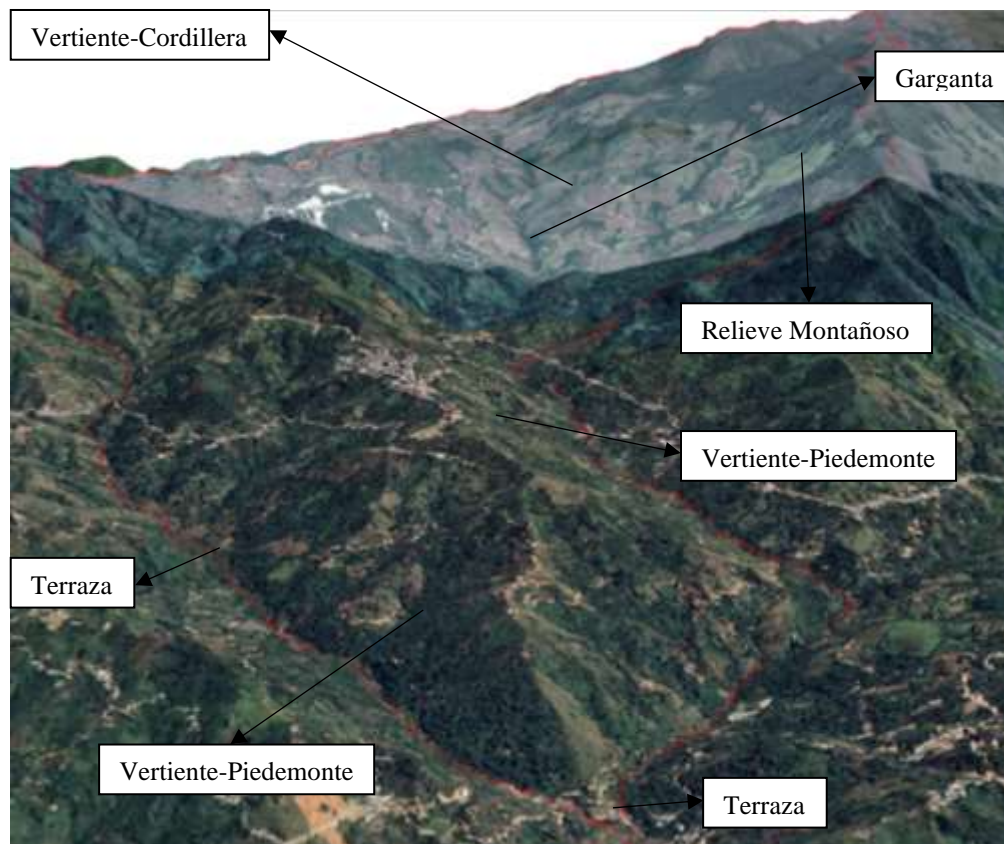 Vertiente-Cordillera
Garganta
Relieve Montañoso
Vertiente-Piedemonte
Terraza
Vertiente-Piedemonte
Terraza